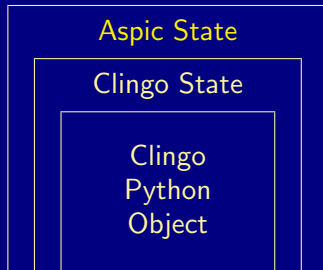 Aspic State
Clingo State
Clingo
Python
Object